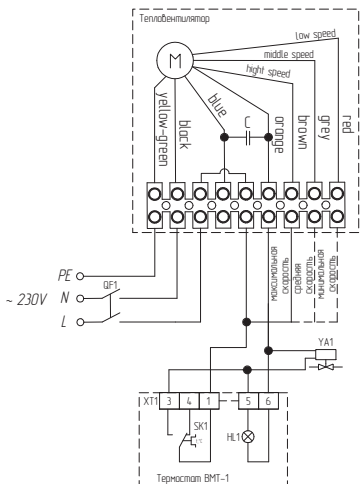 Тепловентилятор
low speed
middle speed
hight speed
M
yellow-green
black
blue
C
orange
brown
grey
red
PE
~ 230V N QF1
L
максимальная скорость
средняя скорость
минимальная скорость
YA1
XT1 3 4 1 5 6
SK1
t°C
HL1
Термостат ВМТ-1